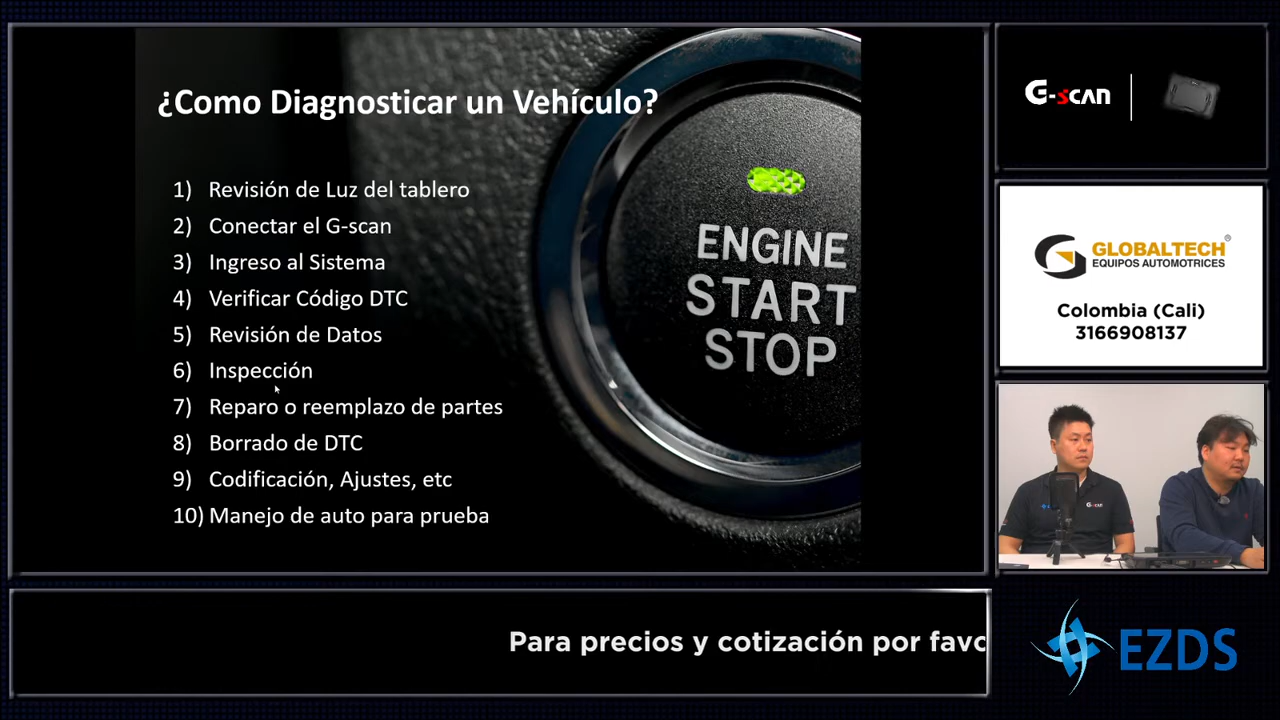 ¿Como Diagnosticar un Vehículo?
1) Revisión de Luz del tablero
2) Conectar el G-scan
3) Ingreso al Sistema
4) Verificar Código DTC
5) Revisión de Datos
6) Inspección
7) Reparo o reemplazo de partes
8) Borrado de DTC
9) Codificación, Ajustes, etc
10) Manejo de auto para prueba
ENGINE
START
STOP
G-scan
GLOBALTECH®
EQUIPOS AUTOMOTRICES
Colombia (Cali)
3166908137
Para precios y cotización por favo
EZDS